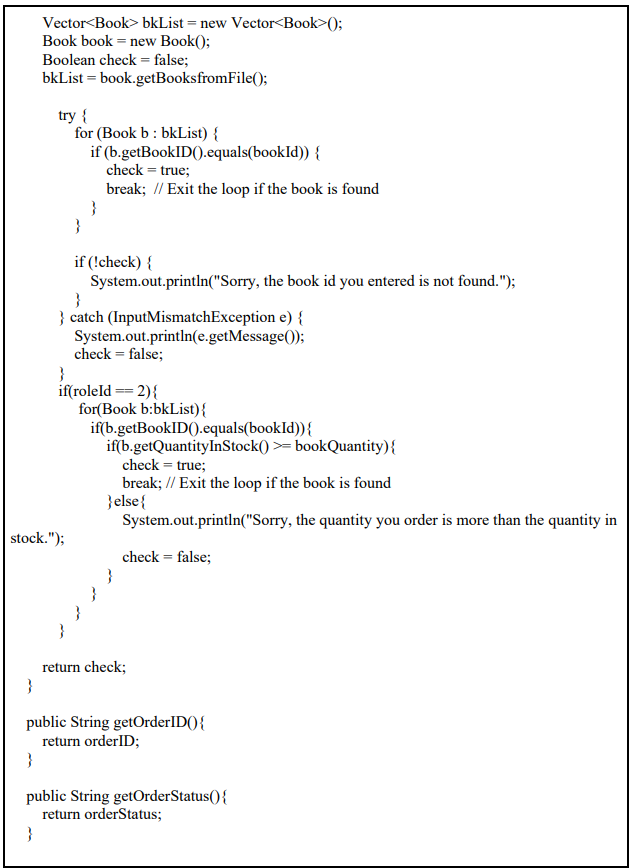 Vector<Book> bkList = new Vector<Book>();
Book book = new Book();
Boolean check = false;
bkList = book.getBooksfromFile();
try {
for (Book b : bkList) {
if (b.getBookID().equals(bookId)) {
check = true;
break;  // Exit the loop if the book is found
}
}
if (!check) {
System.out.println("Sorry, the book id you entered is not found.");
}
} catch (InputMismatchException e) {
System.out.println(e.getMessage());
check = false;
}
if(roleId == 2){
for(Book b:bkList){
if(b.getBookID().equals(bookId)){
if(b.getQuantityInStock() >= bookQuantity){
check = true;
break; // Exit the loop if the book is found
}else{
System.out.println("Sorry, the quantity you order is more than the quantity in
stock.");
check = false;
}
}
}
}
return check;
}
public String getOrderID(){
return orderID;
}
public String getOrderStatus(){
return orderStatus;
}